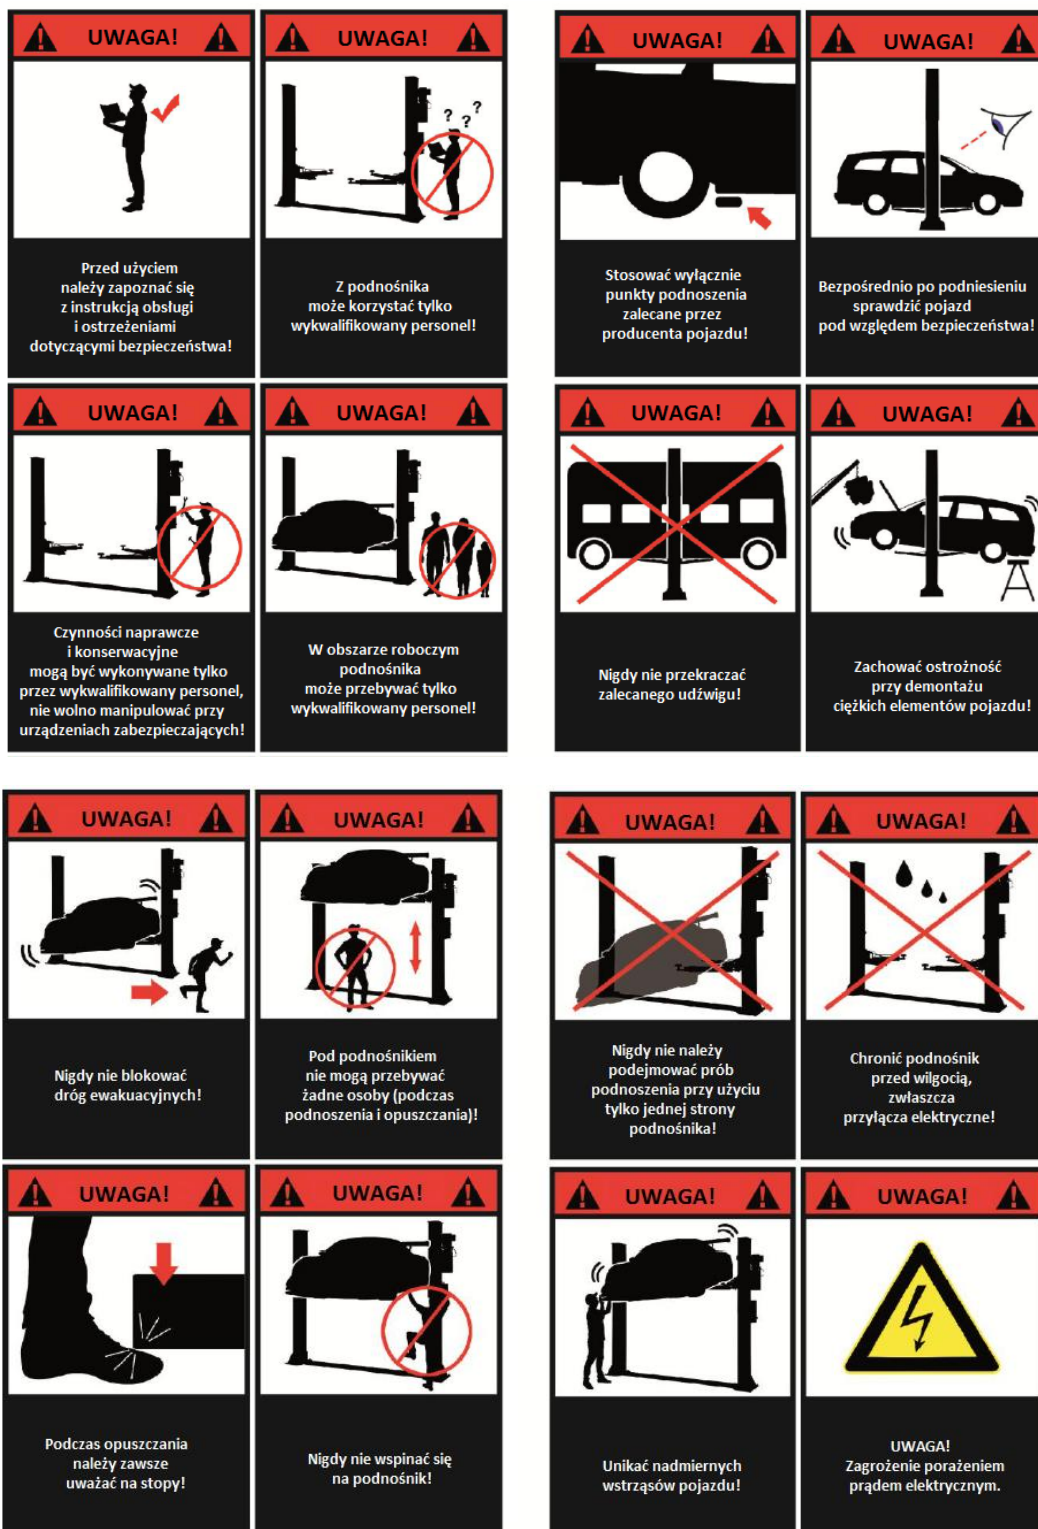 UWAGA!
Przed użyciem
należy zapoznać się
z instrukcją obsługi
i ostrzeżeniami
dotyczącymi bezpieczeństwa!
UWAGA!
? ? ?
Z podnośnika
może korzystać tylko
wykwalifikowany personel!
UWAGA!
Stosować wyłącznie
punkty podnoszenia
zalecane przez
producenta pojazdu!
UWAGA!
Bezpośrednio po podniesieniu
sprawdzić pojazd
pod względem bezpieczeństwa!
UWAGA!
Czynności naprawcze
i konserwacyjne
mogą być wykonywane tylko
przez wykwalifikowany personel,
nie wolno manipulować przy
urządzeniach zabezpieczających!
UWAGA!
W obszarze roboczym
podnośnika
może przebywać tylko
wykwalifikowany personel!
UWAGA!
Nigdy nie przekraczać
zalecanego udźwigu!
UWAGA!
Zachować ostrożność
przy demontażu
ciężkich elementów pojazdu!
UWAGA!
Nigdy nie blokować
dróg ewakuacyjnych!
UWAGA!
Pod podnośnikiem
nie mogą przebywać
żadne osoby (podczas
podnoszenia i opuszczania)!
UWAGA!
Nigdy nie należy
podejmować prób
podnoszenia przy użyciu
tylko jednej strony
podnośnika!
UWAGA!
Chronić podnośnik
przed wilgocią,
zwłaszcza
przyłącza elektryczne!
UWAGA!
Podczas opuszczania
należy zawsze
uważać na stopy!
UWAGA!
Nigdy nie wspinać się
na podnośnik!
UWAGA!
Unikać nadmiernych
wstrząsów pojazdu!
UWAGA!
UWAGA!
Zagrożenie porażeniem
prądem elektrycznym.